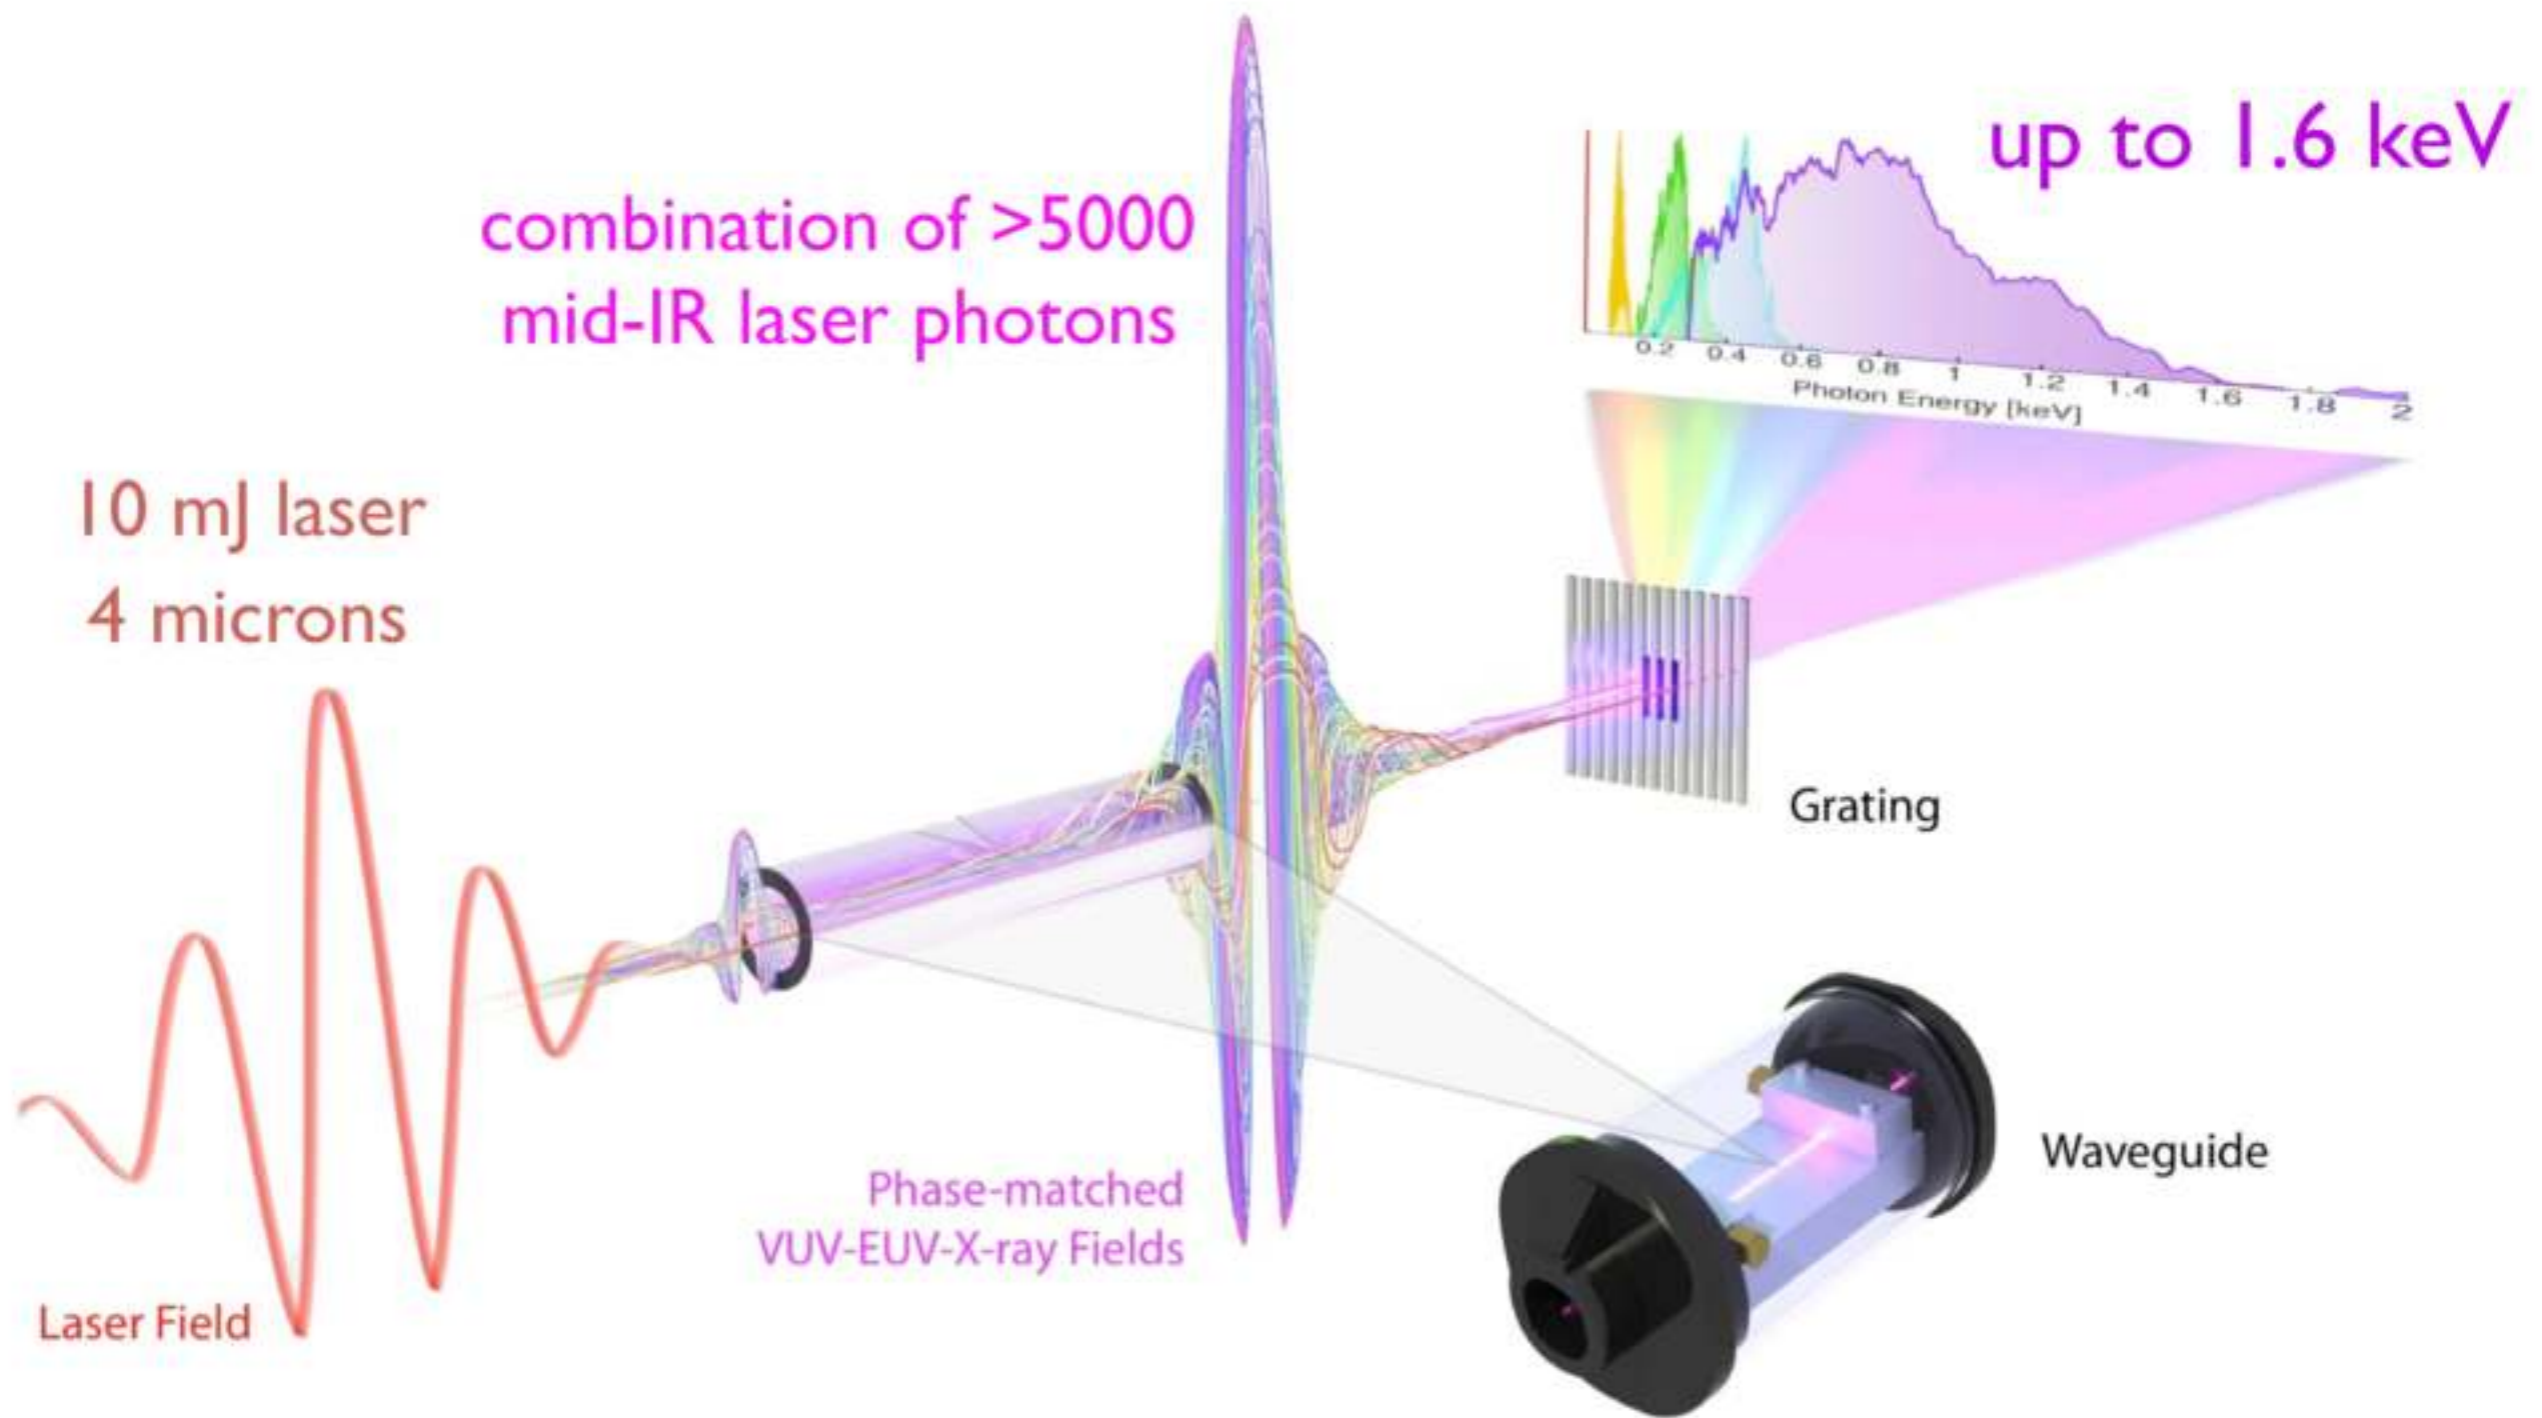 up to 1.6 keV
combination of >5000
mid-IR laser photons
0.2 0.4 0.6 0.8 1 1.2 1.4 1.6 1.8 2
Photon Energy [keV]
10 mJ laser
4 microns
Grating
Waveguide
Phase-matched
VUV-EUV-X-ray Fields
Laser Field